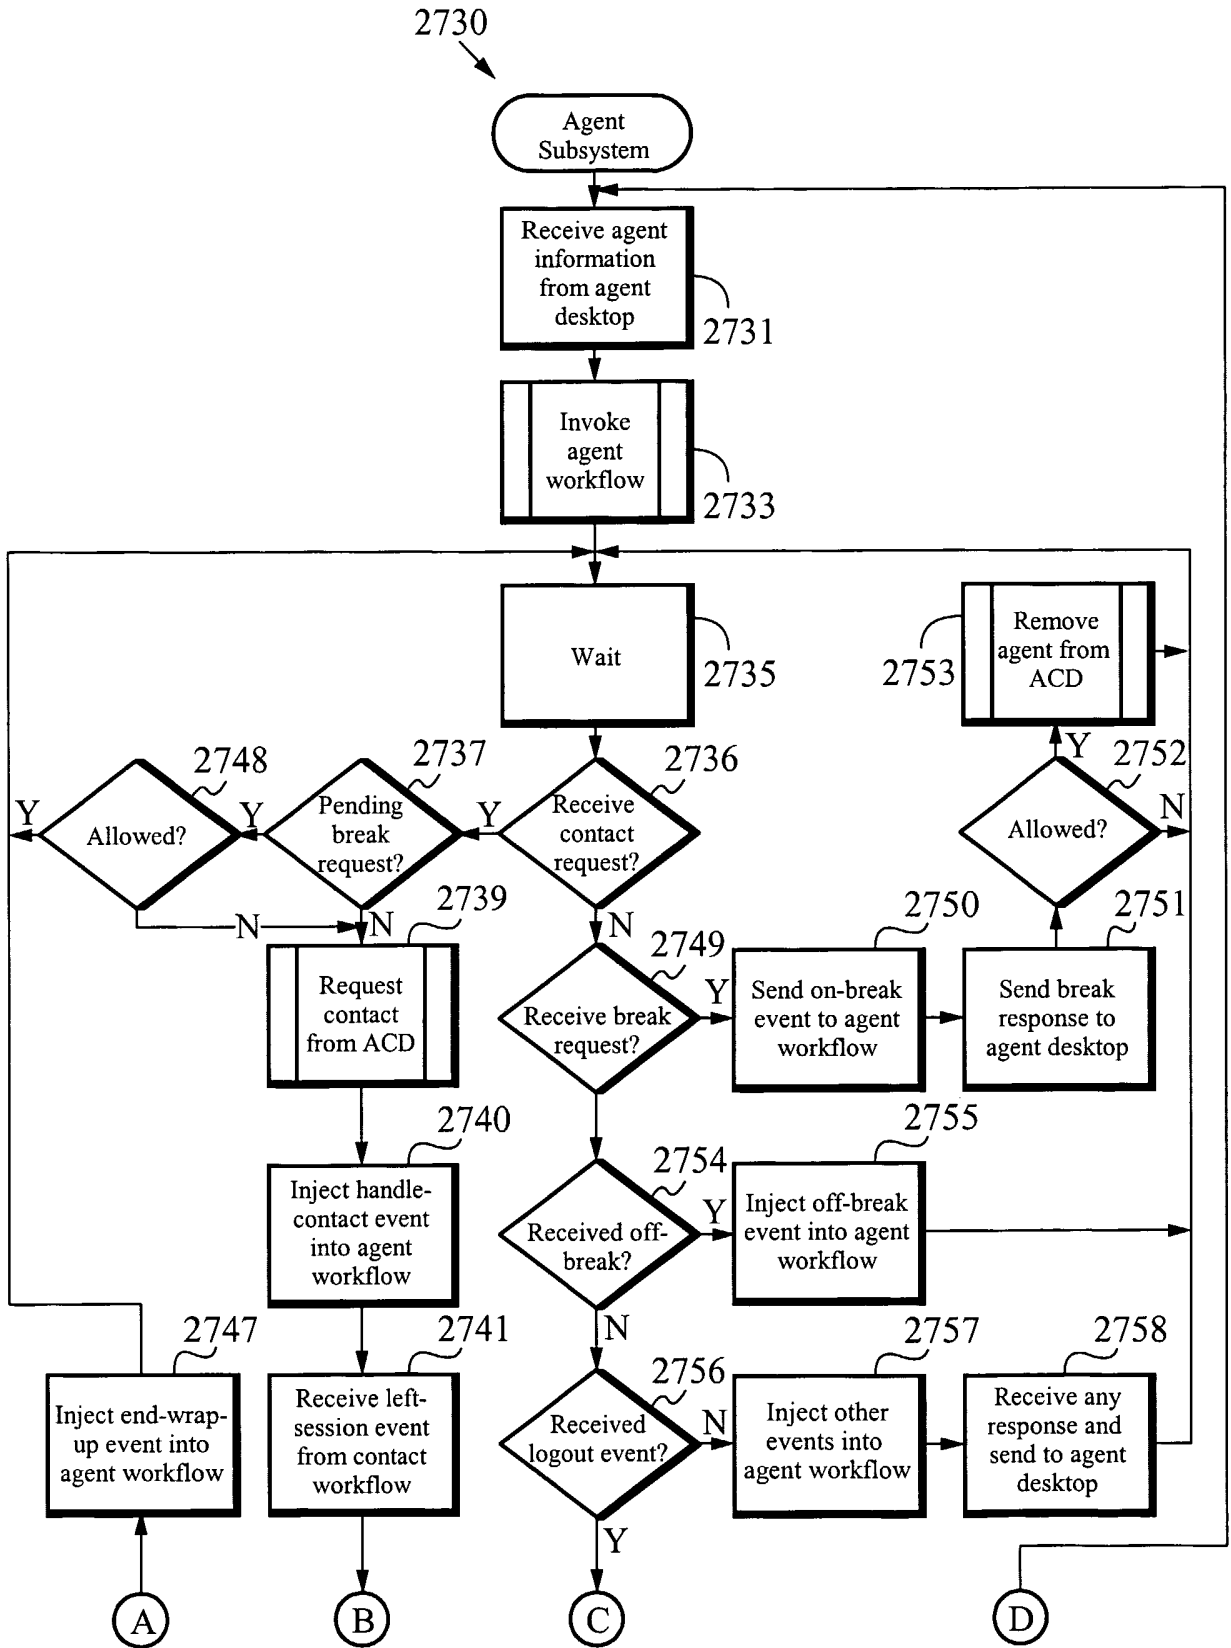 2730
Agent
Subsystem
Receive agent
information
from agent
desktop
2731
Invoke
agent
workflow
2733
Wait
2735
Remove
agent from
ACD
2753
2748
2737
2736
2752
Y
Allowed?
Y
Pending
break
request?
Y
Receive
contact
request?
Y
Allowed?
N
N
N
2739
N
2750
2751
Request
contact
from ACD
2749
Receive break
request?
Y
Send on-break
event to agent
workflow
Send break
response to
agent desktop
2740
2755
Inject handle-
contact event
into agent
workflow
2754
Received off-
break?
Y
Inject off-break
event into agent
workflow
N
2747
2741
2757
2758
Inject end-wrap-
up event into
agent workflow
Receive left-
session event
from contact
workflow
2756
Received
logout event?
N
Inject other
events into
agent workflow
Receive any
response and
send to agent
desktop
Y
A
B
C
D